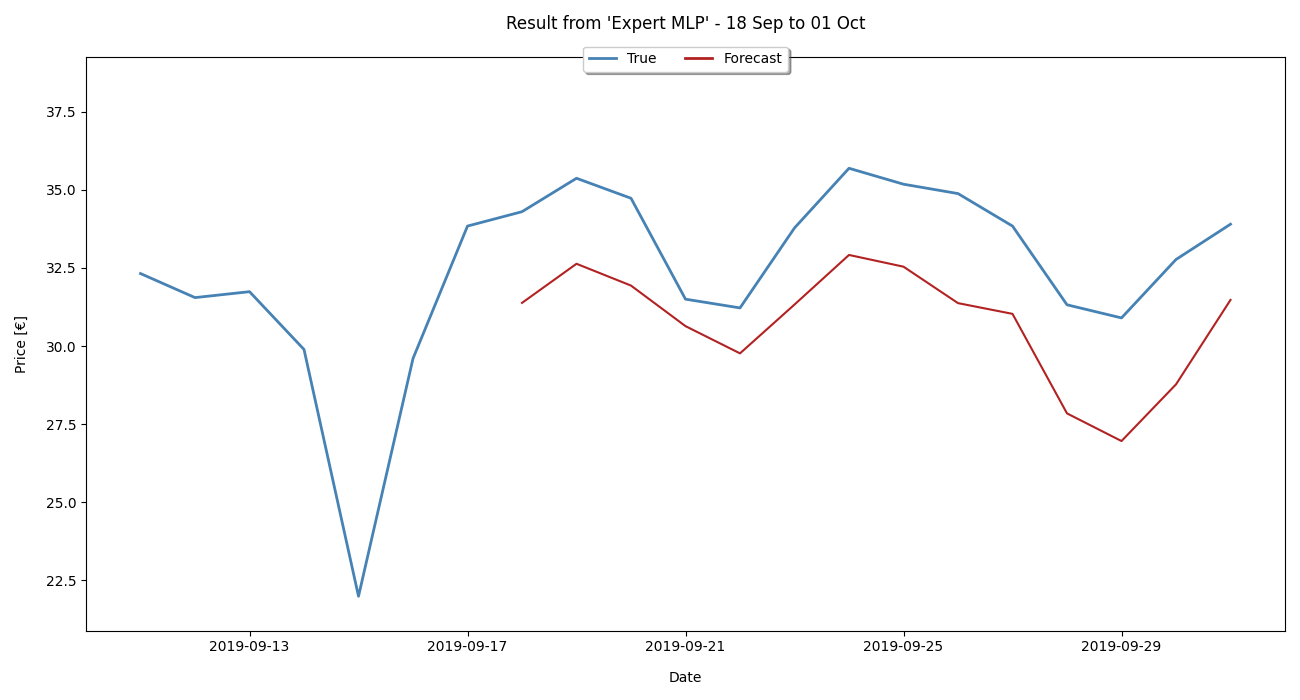 Result from 'Expert MLP' - 18 Sep to 01 Oct
True Forecast
37.5
35.0
32.5
30.0
27.5
25.0
22.5
Price [€]
2019-09-13 2019-09-17 2019-09-21 2019-09-25 2019-09-29
Date